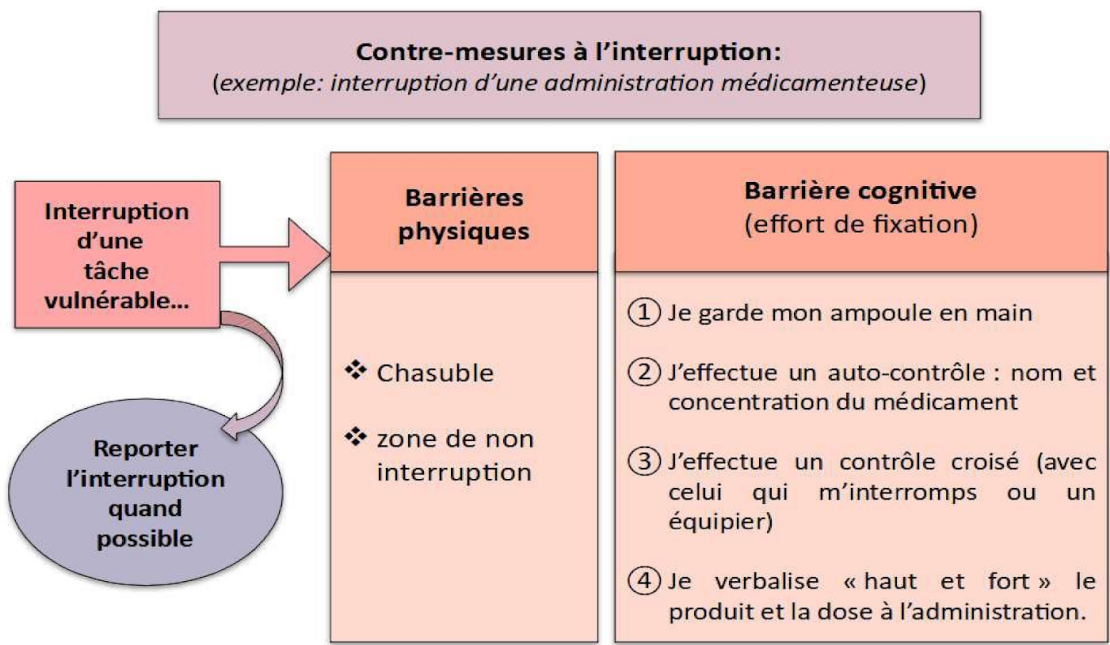 Contre-mesures à l’interruption:
(exemple: interruption d’une administration médicamenteuse)
Interruption
d’une
tâche
vulnérable…
Reporter
l’interruption
quand
possible
Barrières
physiques
❖ Chasuble
❖ zone de non
interruption
Barrière cognitive
(effort de fixation)
① Je garde mon ampoule en main
② J’effectue un auto-contrôle : nom et
concentration du médicament
③ J’effectue un contrôle croisé (avec
celui qui m’interromps ou un
équipier)
④ Je verbalise « haut et fort » le
produit et la dose à l’administration.